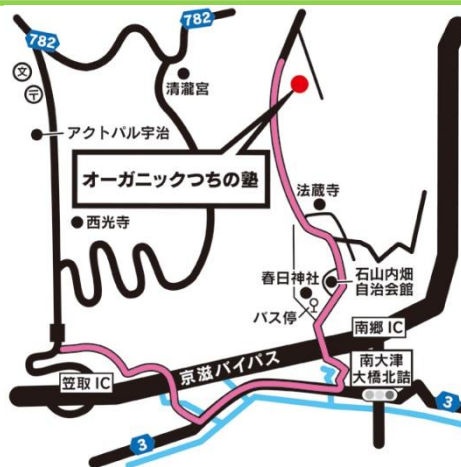 782
782
文
〒
清瀧宮
アクトパル宇治
オーガニックつちの塾
法蔵寺
西光寺
春日神社
石山内畑
自治会館
バス停
南郷 IC
京滋バイパス
笠取 IC
南大津
大橋北詰
3
3